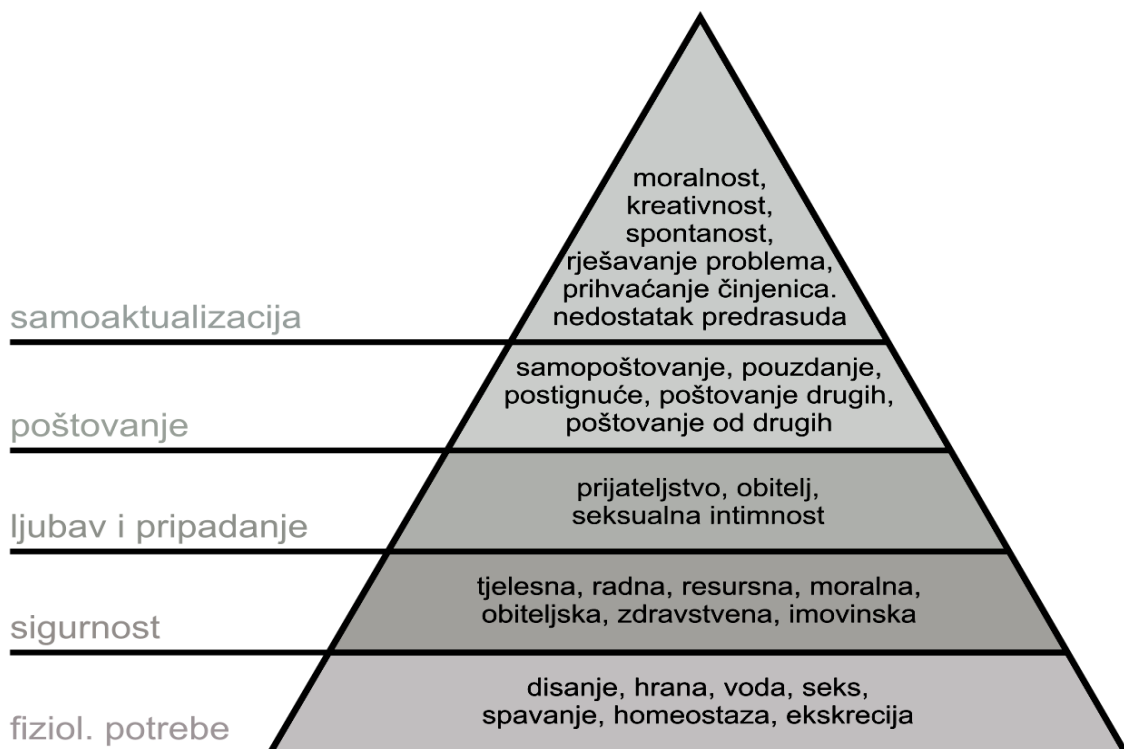 moralnost,
kreativnost,
spontanost,
rješavanje problema,
prihvaćanje činjenica.
nedostatak predrasuda
samoaktualizacija
samopoštovanje, pouzdanje,
postignuće, poštovanje drugih,
poštovanje od drugih
poštovanje
prijateljstvo, obitelj,
seksualna intimnost
ljubav i pripadanje
tjelesna, radna, resursna, moralna,
obiteljska, zdravstvena, imovinska
sigurnost
disanje, hrana, voda, seks,
spavanje, homeostaza, ekskrecija
fiziol. potrebe